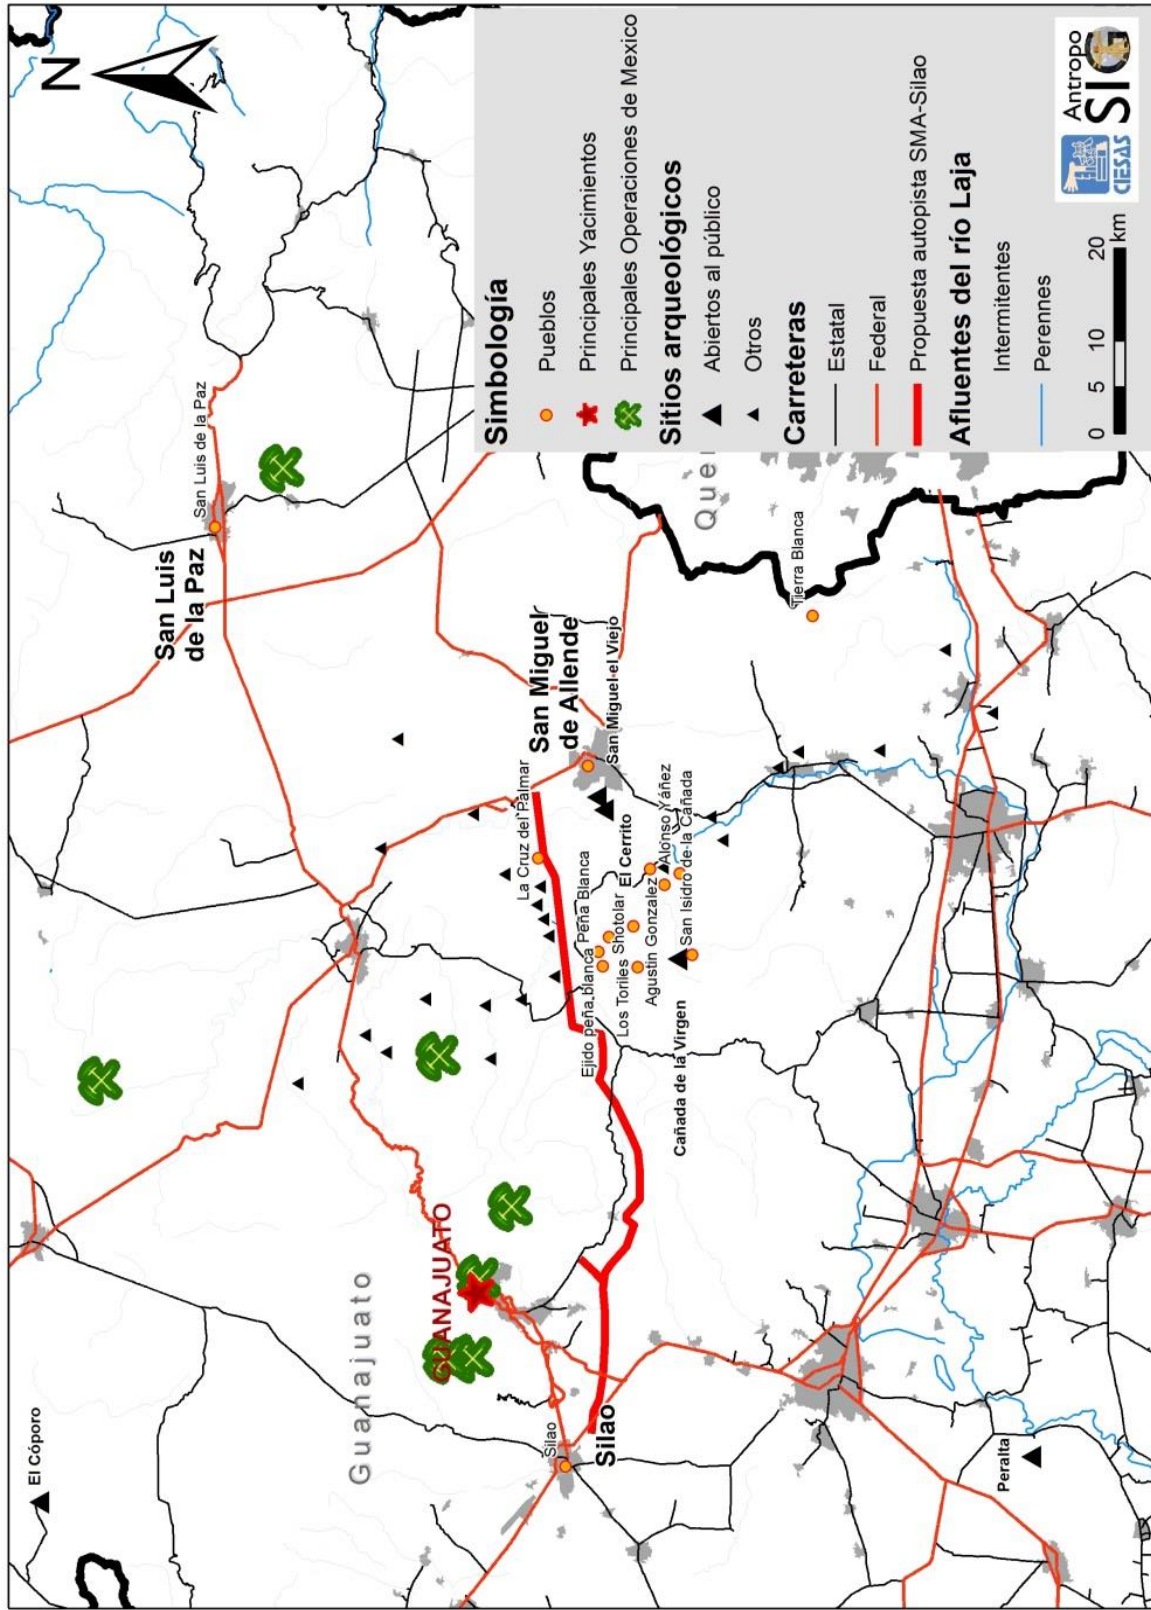 N
El Cóporo
Guanajuato
GUANAJUATO
San Luis
de la Paz
San Luis de la Paz
Silao
Silao
La Cruz del Palmar
San Miguel
de Allende
San Miguel el Viejo
Ejido peña blanca
Peña Blanca
Los Toriles
Shotolar
El Cerrito
Agustín González
Alonso Yáñez
San Isidro de la Cañada
Cañada de la Virgen
Tierra Blanca
Peralta
Que
Simbología
Pueblos
Principales Yacimientos
Principales Operaciones de Mexico
Sitios arqueológicos
Abiertos al público
Otros
Carreteras
Estatal
Federal
Propuesta autopista SMA-Silao
Afluentes del río Laja
Intermitentes
Perennes
0 5 10 20
km
CIESAS
Antropo
SIG